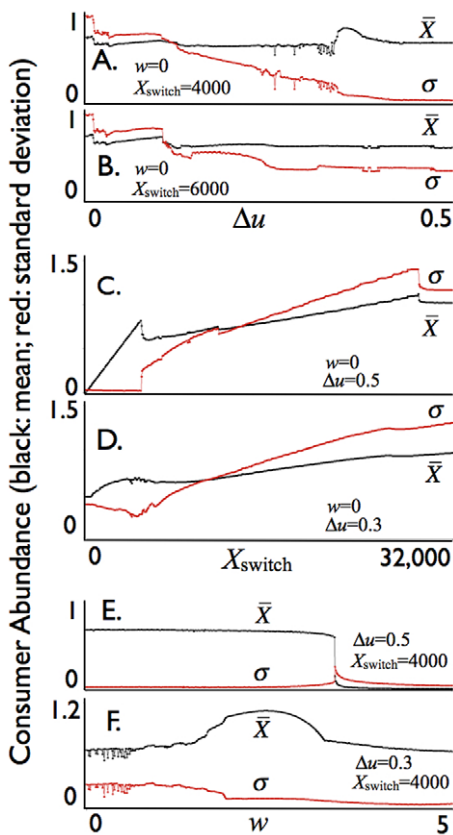 Consumer Abundance (black: mean; red: standard deviation)
1
X̄
A.
w=0
Xswitch=4000
σ
0
1
X̄
B.
w=0
Xswitch=6000
σ
0
0
Δu
0.5
1.5
C.
σ
X̄
w=0
Δu=0.5
0
1.5
D.
σ
X̄
w=0
Δu=0.3
0
0
Xswitch
32,000
1
E.
X̄
Δu=0.5
Xswitch=4000
σ
0
1.2
F.
X̄
Δu=0.3
Xswitch=4000
σ
0
0
w
5